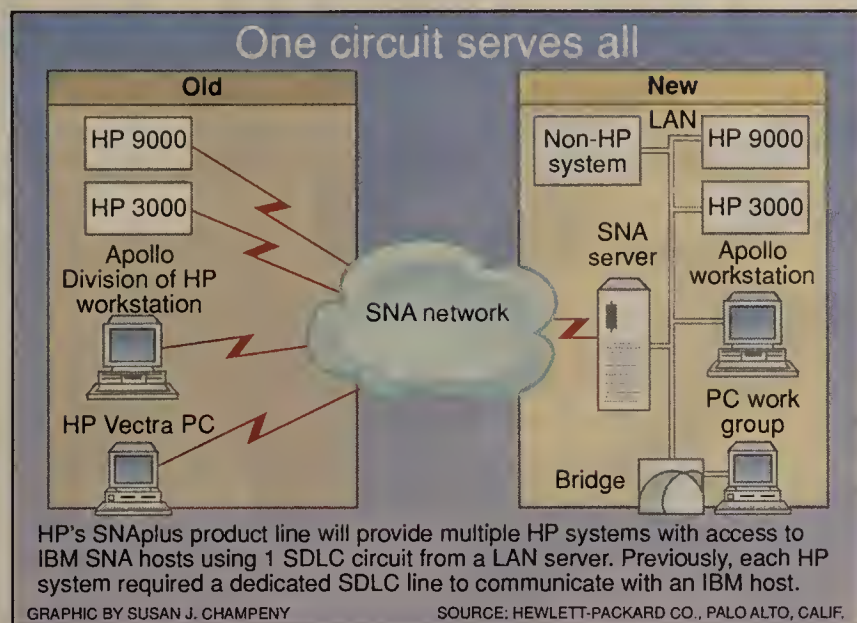 One circuit serves all
Old
HP 9000
HP 3000
Apollo
Division of HP
workstation
HP Vectra PC
SNA network
New
LAN
Non-HP
system
HP 9000
HP 3000
SNA
server
Apollo
workstation
PC work
group
Bridge
HP's SNAplus product line will provide multiple HP systems with access to
IBM SNA hosts using 1 SDLC circuit from a LAN server. Previously, each HP
system required a dedicated SDLC line to communicate with an IBM host.
GRAPHIC BY SUSAN J. CHAMPENY
SOURCE: HEWLETT-PACKARD CO., PALO ALTO, CALIF.